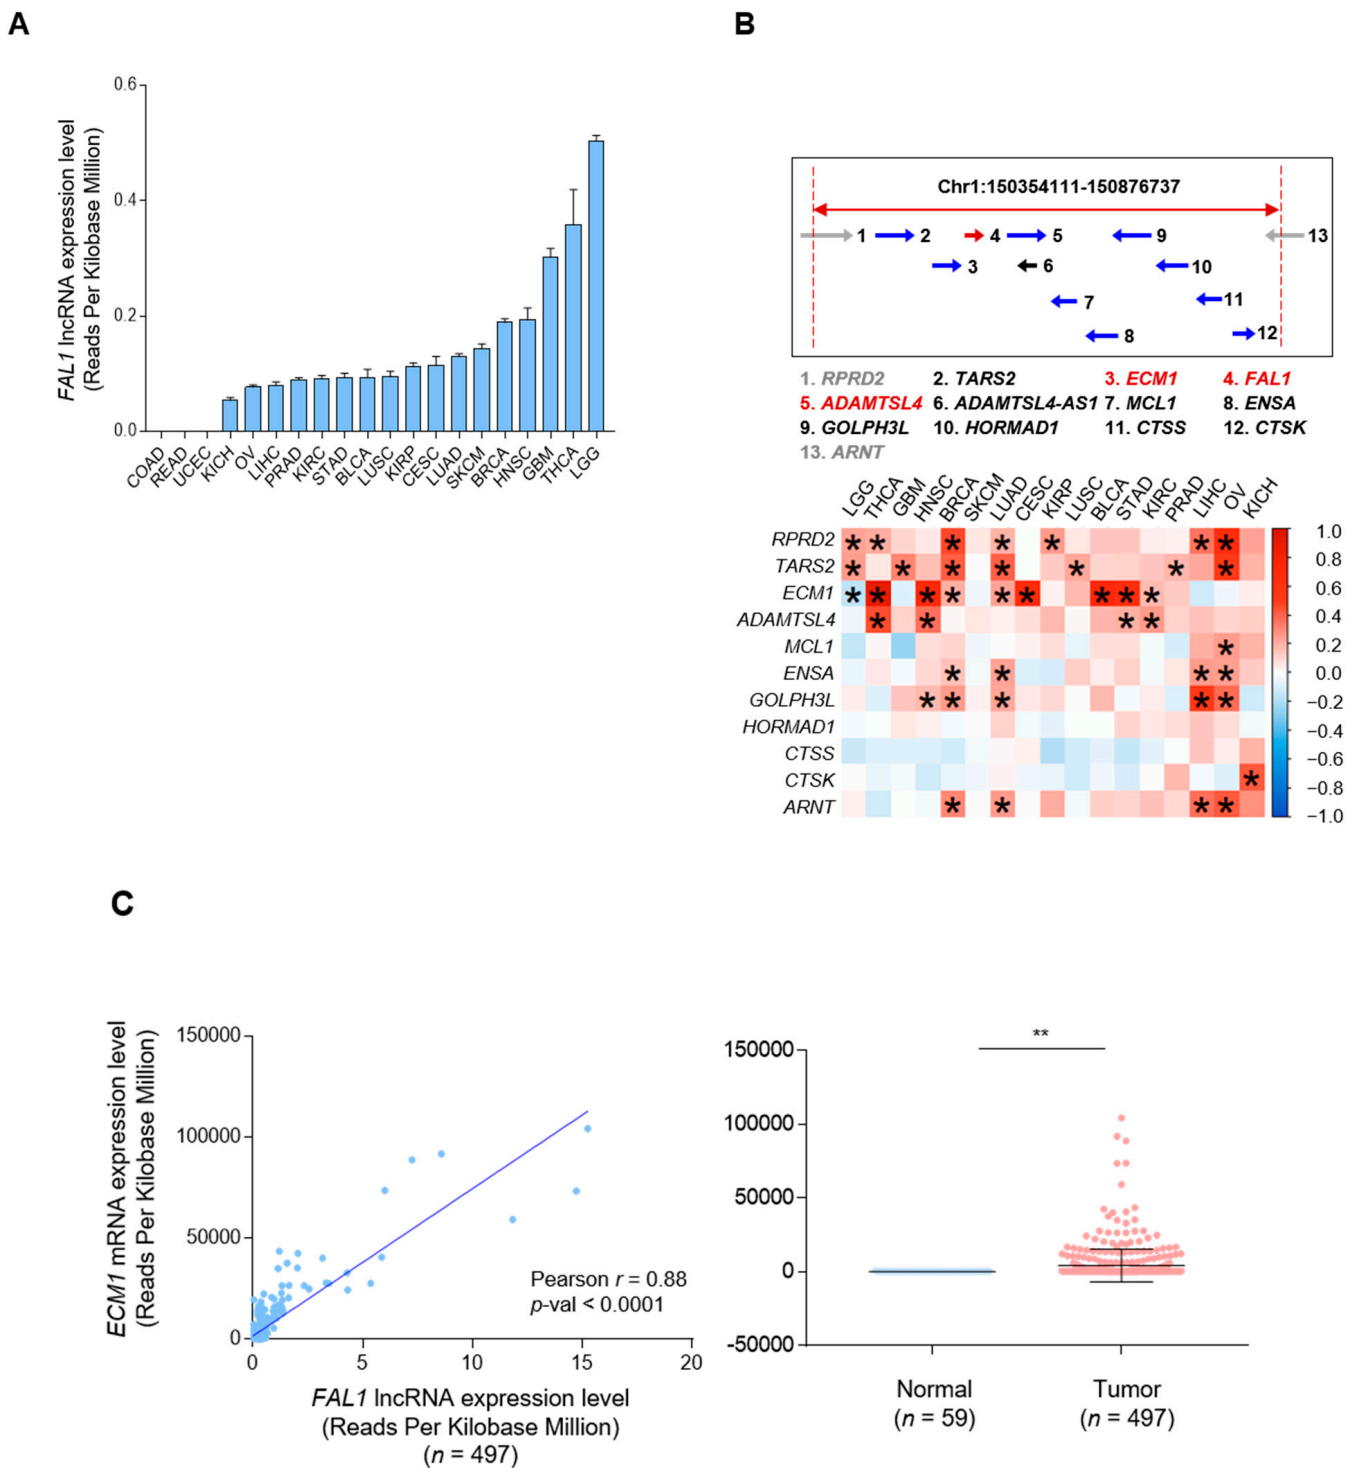 A
B
0.6
0.4
0.2
0.0
FAL1 lncRNA expression level
(Reads Per Kilobase Million)
COAD
READ
UCEC
KICH
OV
LIHC
PRAD
KIRC
STAD
BLCA
LUSC
KIRP
CESC
LUAD
SKCM
BRCA
HNSC
GBM
THCA
LGG
Chr1:150354111-150876737
1 2 4 5 9 13
3 6 10
7 11
8 12
1. RPRD2 2. TARS2 3. ECM1 4. FAL1
5. ADAMTSL4 6. ADAMTSL4-AS1 7. MCL1 8. ENSA
9. GOLPH3L 10. HORMAD1 11. CTSS 12. CTSK
13. ARNT
LGG
THCA
GBM
HNSC
BRCA
SKCM
LUAD
CESC
KIRP
LUSC
BLCA
STAD
KIRC
PRAD
LIHC
OV
KICH
RPRD2 * * * * * * *
TARS2 * * * * * * *
ECM1 * * * * * * * * *
ADAMTSL4 * * * *
MCL1 *
ENSA * * * *
GOLPH3L * * * * *
HORMAD1
CTSS
CTSK *
ARNT * * * *
1.0
0.8
0.6
0.4
0.2
0.0
−0.2
−0.4
−0.6
−0.8
−1.0
C
ECM1 mRNA expression level
(Reads Per Kilobase Million)
150000
100000
50000
0
Pearson r = 0.88
p-val < 0.0001
0 5 10 15 20
FAL1 lncRNA expression level
(Reads Per Kilobase Million)
(n = 497)
**
150000
100000
50000
0
-50000
Normal
(n = 59)
Tumor
(n = 497)